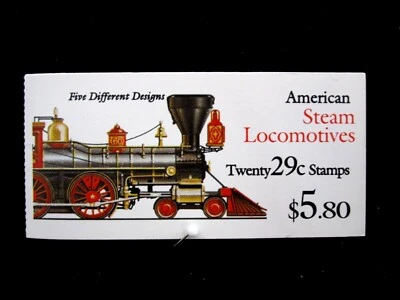 Five Different Designs
American
Steam
Locomotives
Twenty 29c Stamps
$5.80